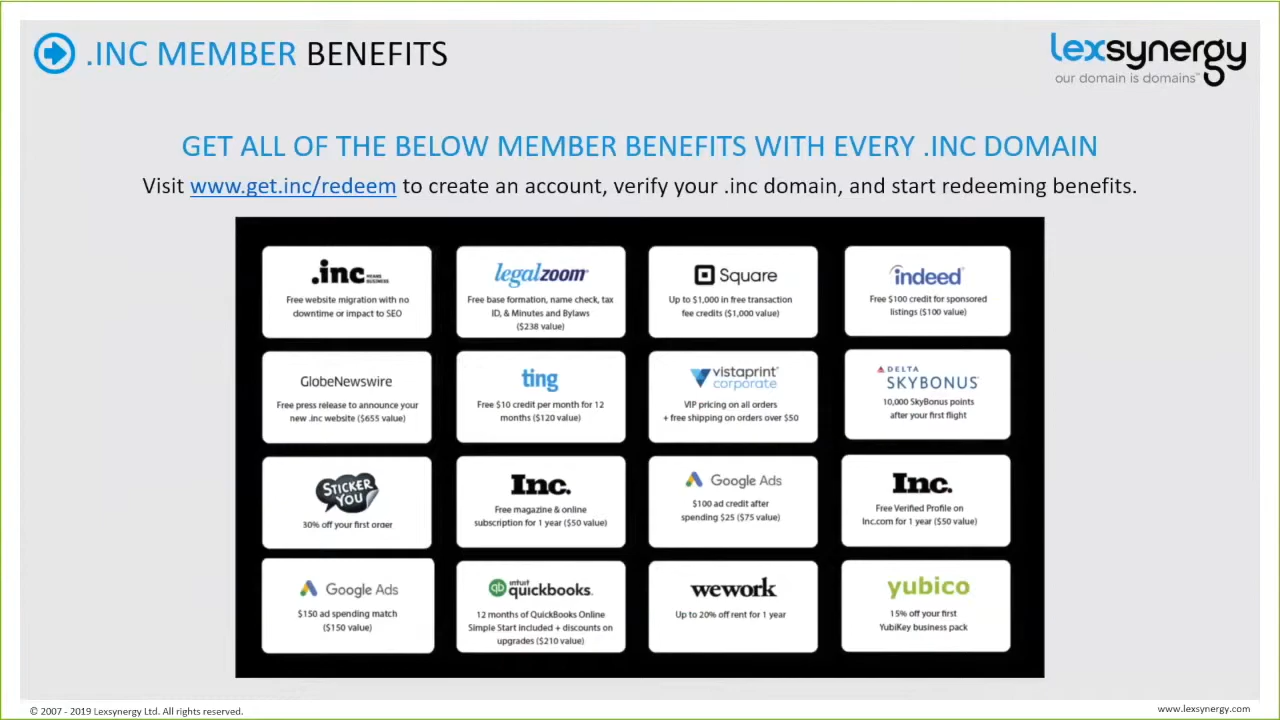 .INC MEMBER BENEFITS
lexsynergy
our domain is domains™
GET ALL OF THE BELOW MEMBER BENEFITS WITH EVERY .INC DOMAIN
Visit www.get.inc/redeem to create an account, verify your .inc domain, and start redeeming benefits.
.inc
Free website migration with no
downtime or impact to SEO
legalzoom
Free base formation, name check, tax
ID, & Minutes and Bylaws
($238 value)
Square
Up to $1,000 in free transaction
fee credits ($1,000 value)
indeed
Free $100 credit for sponsored
listings ($100 value)
GlobeNewswire
Free press release to announce your
new .inc website ($655 value)
ting
Free $10 credit per month for 12
months ($120 value)
vistaprint
corporate
VIP pricing on all orders
+ free shipping on orders over $50
DELTA
SKYBONUS
10,000 SkyBonus points
after your first flight
STICKER
YOU
30% off your first order
Inc.
Free magazine & online
subscription for 1 year ($50 value)
Google Ads
$100 ad credit after
spending $25 ($75 value)
Inc.
Free Verified Profile on
Inc.com for 1 year ($50 value)
Google Ads
$150 ad spending match
($150 value)
qb intuit
quickbooks.
12 months of QuickBooks Online
Simple Start included + discounts on
upgrades ($210 value)
wework
Up to 20% off rent for 1 year
yubico
15% off your first
YubiKey business pack
© 2007 - 2019 Lexsynergy Ltd. All rights reserved.
www.lexsynergy.com